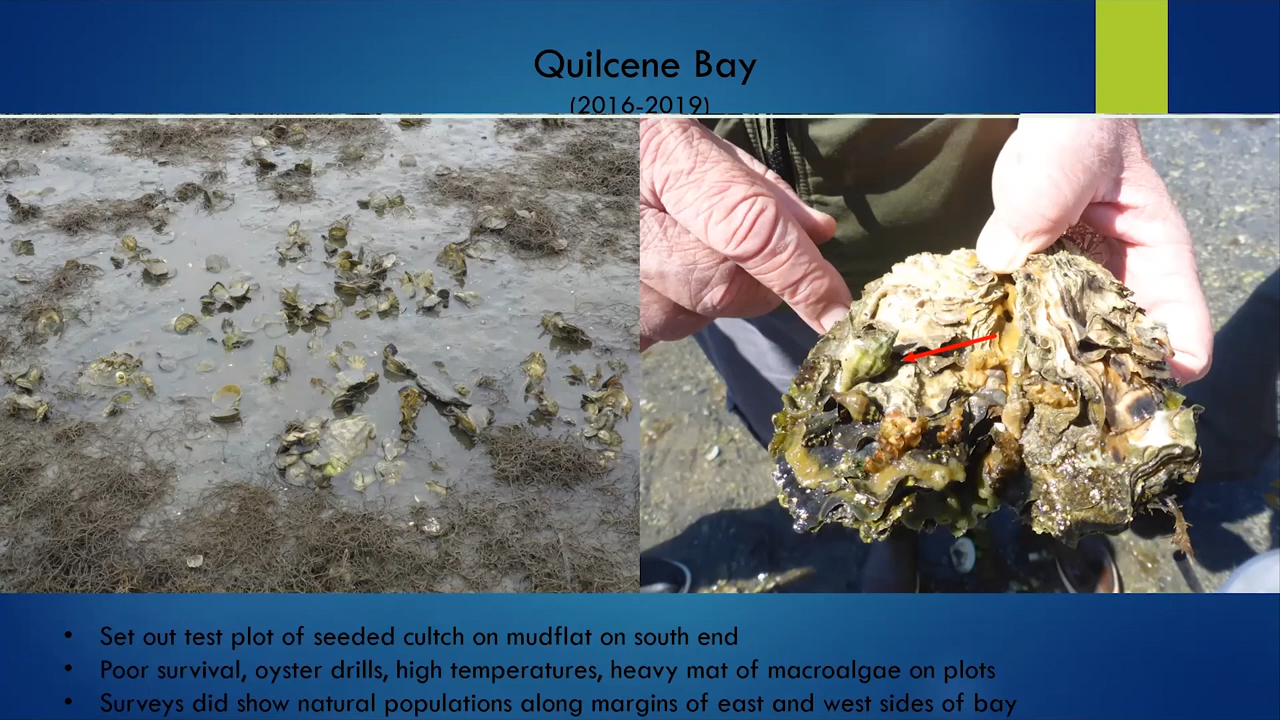 Quilcene Bay
(2016-2019)
• Set out test plot of seeded cultch on mudflat on south end
• Poor survival, oyster drills, high temperatures, heavy mat of macroalgae on plots
• Surveys did show natural populations along margins of east and west sides of bay